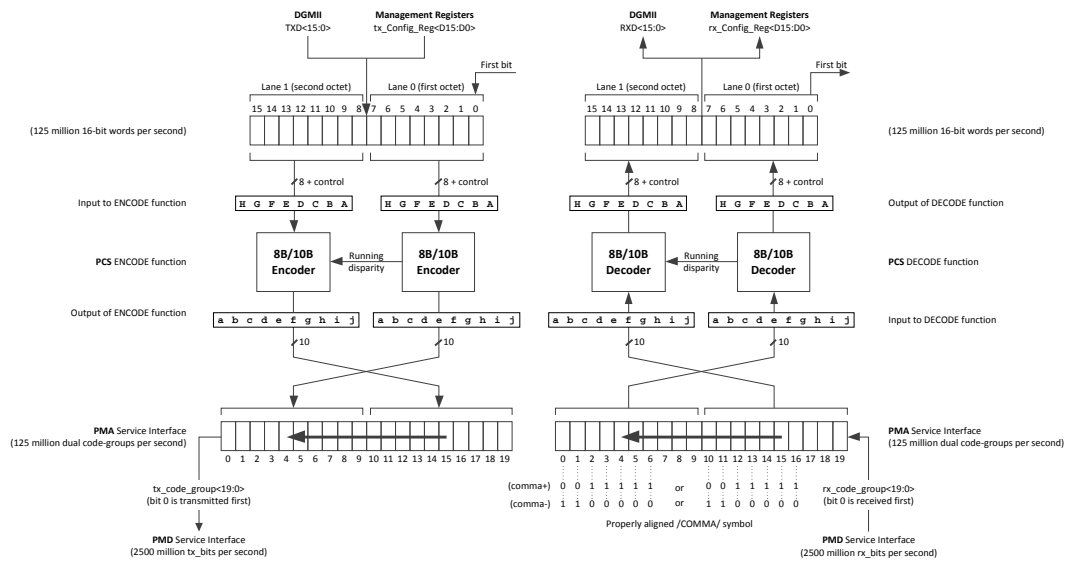 DGMII
TXD<15:0>
Management Registers
tx_Config_Reg<D15:D0>
First bit
Lane 1 (second octet)
Lane 0 (first octet)
15 14 13 12 11 10 9 8 7 6 5 4 3 2 1 0
(125 million 16-bit words per second)
8 + control
8 + control
Input to ENCODE function
H G F E D C B A
H G F E D C B A
PCS ENCODE function
8B/10B
Encoder
Running
disparity
8B/10B
Encoder
Output of ENCODE function
a b c d e f g h i j
a b c d e f g h i j
10
10
PMA Service Interface
(125 million dual code-groups per second)
0 1 2 3 4 5 6 7 8 9 10 11 12 13 14 15 16 17 18 19
tx_code_group<19:0>
(bit 0 is transmitted first)
PMD Service Interface
(2500 million tx_bits per second)
DGMII
RXD<15:0>
Management Registers
rx_Config_Reg<D15:D0>
First bit
Lane 1 (second octet)
Lane 0 (first octet)
15 14 13 12 11 10 9 8 7 6 5 4 3 2 1 0
(125 million 16-bit words per second)
8 + control
8 + control
H G F E D C B A
H G F E D C B A
Output of DECODE function
8B/10B
Decoder
Running
disparity
8B/10B
Decoder
PCS DECODE function
a b c d e f g h i j
a b c d e f g h i j
Input to DECODE function
10
10
PMA Service Interface
(125 million dual code-groups per second)
0 1 2 3 4 5 6 7 8 9 10 11 12 13 14 15 16 17 18 19
(comma+) 0 0 1 1 1 1 1 or 0 0 1 1 1 1 1
(comma-) 1 1 0 0 0 0 0 or 1 1 0 0 0 0 0
Properly aligned /COMMA/ symbol
rx_code_group<19:0>
(bit 0 is received first)
PMD Service Interface
(2500 million rx_bits per second)